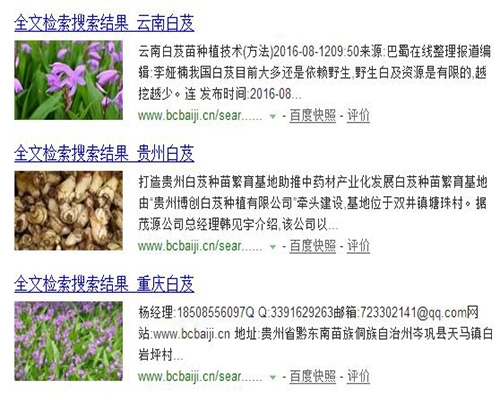 全文检索搜索结果_云南白芨
云南白芨苗种植技术(方法)2016-08-1209:50来源:巴蜀在线整理报道编
辑:李娅楠我国白芨目前大多还是依赖野生,野生白及资源是有限的,越
挖越少。连 发布时间:2016-08...
www.bcbaiji.cn/sear...... - 百度快照 - 评价
全文检索搜索结果_贵州白芨
打造贵州白芨种苗繁育基地助推中药材产业化发展白芨种苗繁育基地
由“贵州博创白芨种植有限公司”牵头建设,基地位于双井镇塘珠村。据
茂源公司总经理韩见宇介绍,该公司以...
www.bcbaiji.cn/sear...... - 百度快照 - 评价
全文检索搜索结果_重庆白芨
杨经理:18508556097Q Q:3391629263邮箱:723302141@qq.com网
站:www.bcbaiji.cn 地址:贵州省黔东南苗族侗族自治州岑巩县天马镇白
岩坪村...
www.bcbaiji.cn/sear...... - 百度快照 - 评价